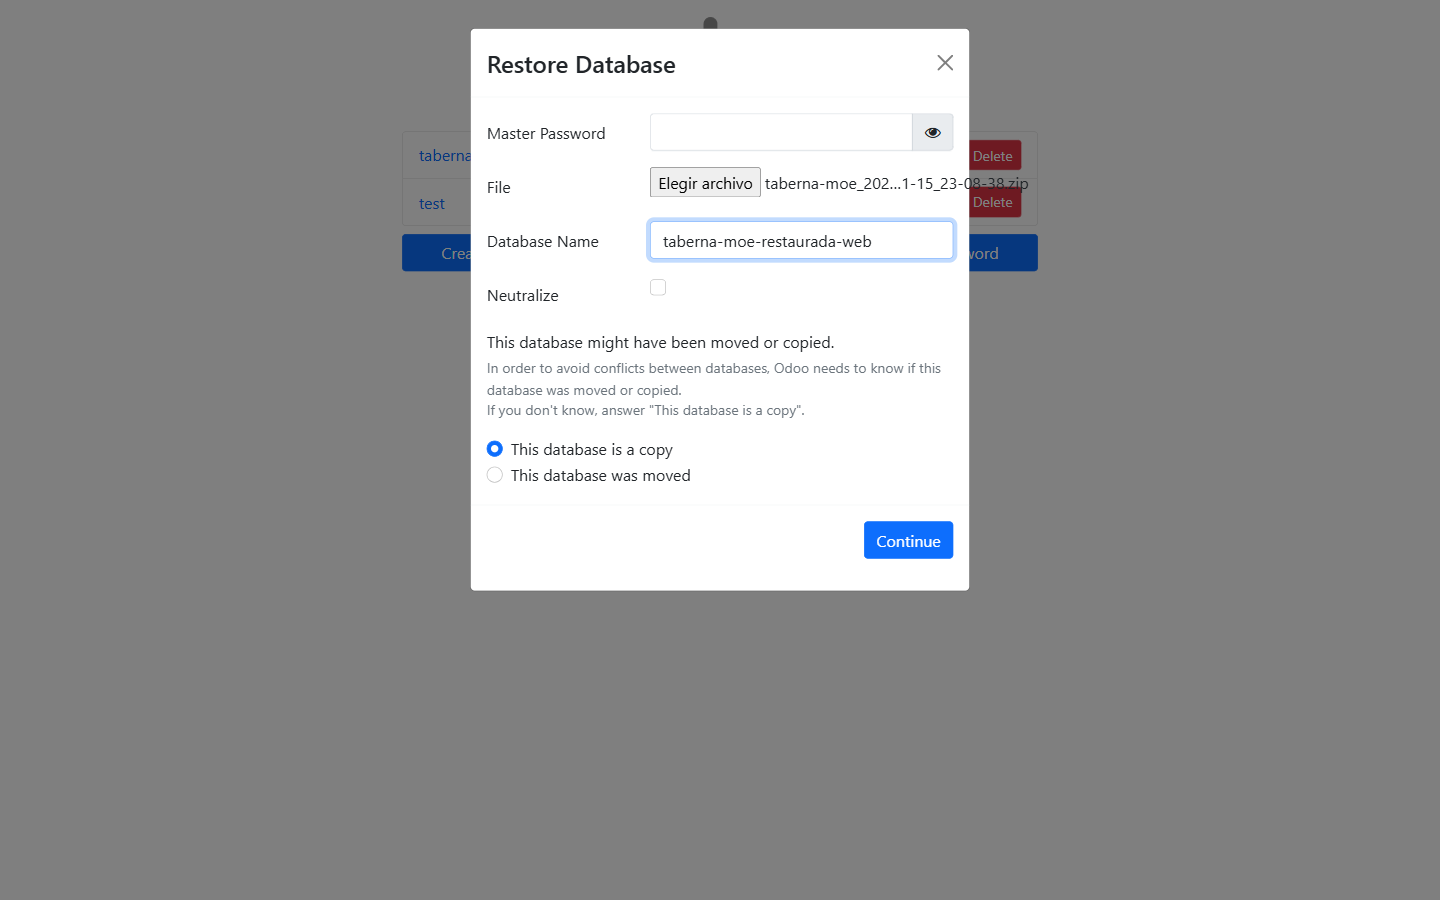 Restore Database
Master Password
File
Elegir archivo taberna-moe_202...1-15_23-08-38.zip
Database Name
taberna-moe-restaurada-web
Neutralize
This database might have been moved or copied.
In order to avoid conflicts between databases, Odoo needs to know if this
database was moved or copied.
If you don't know, answer "This database is a copy".
This database is a copy
This database was moved
Continue
taberna
Delete
test
Delete
Crea
word